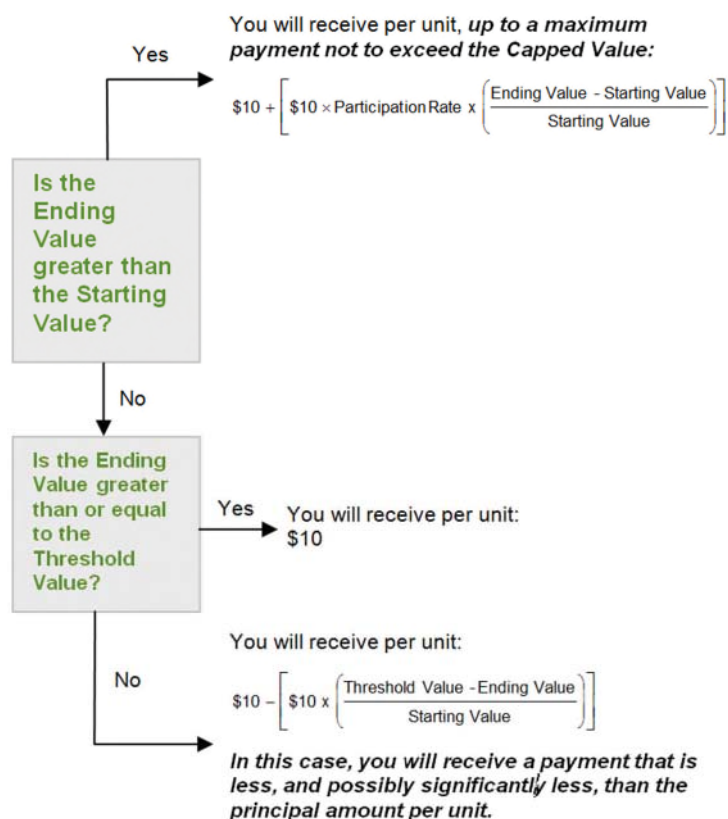 You will receive per unit, up to a maximum
payment not to exceed the Capped Value:
Yes
$10 + [ $10 × Participation Rate x ( Ending Value - Starting Value / Starting Value ) ]
Is the
Ending
Value
greater than
the Starting
Value?
No
Is the Ending
Value greater
than or equal
to the
Threshold
Value?
Yes
You will receive per unit:
$10
No
You will receive per unit:
$10 – [ $10 x ( Threshold Value - Ending Value / Starting Value ) ]
In this case, you will receive a payment that is
less, and possibly significantly less, than the
principal amount per unit.